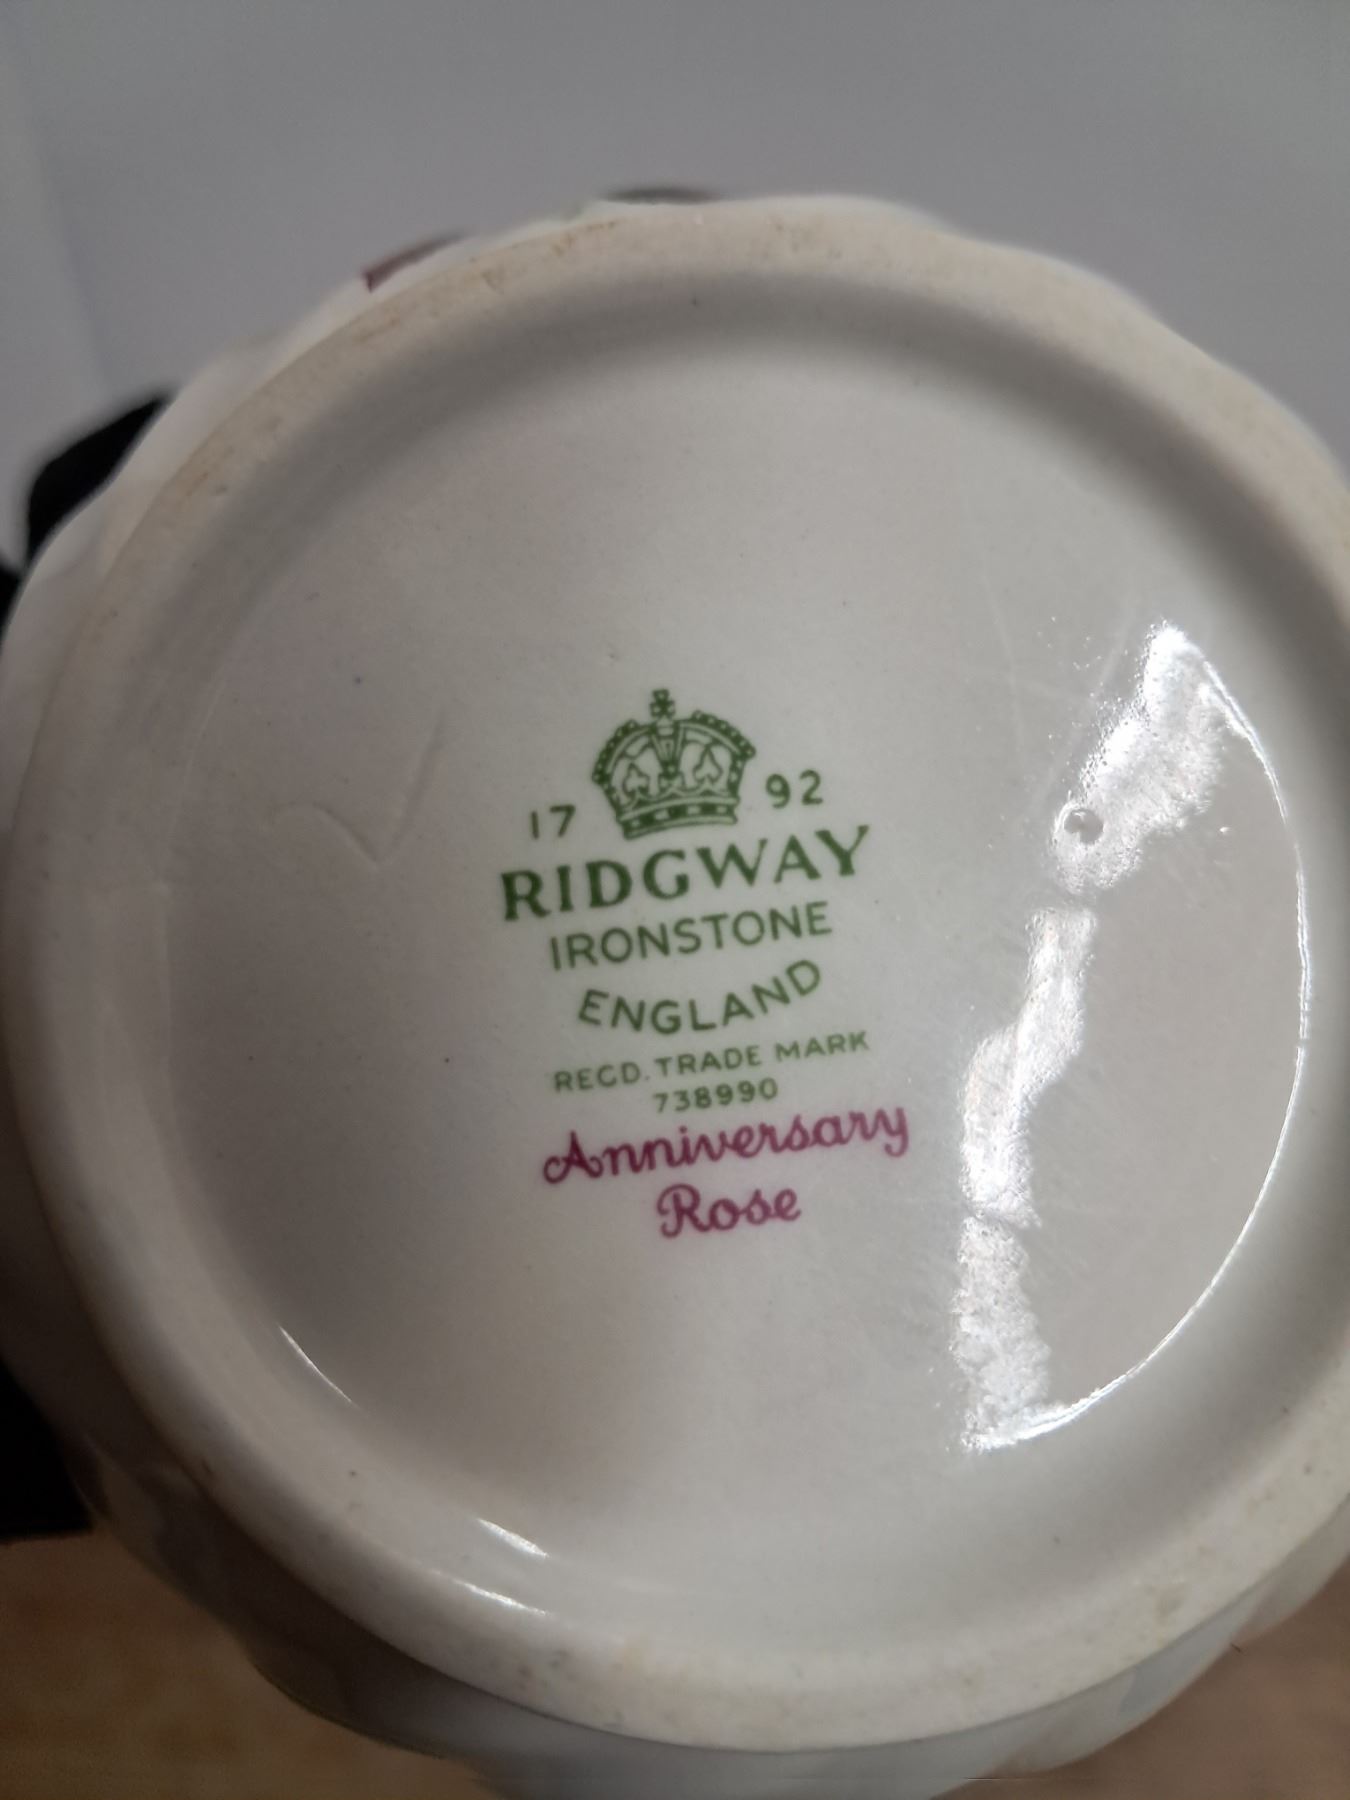 17 92
RIDGWAY
IRONSTONE
ENGLAND
REGD. TRADE MARK
738990
Anniversary
Rose